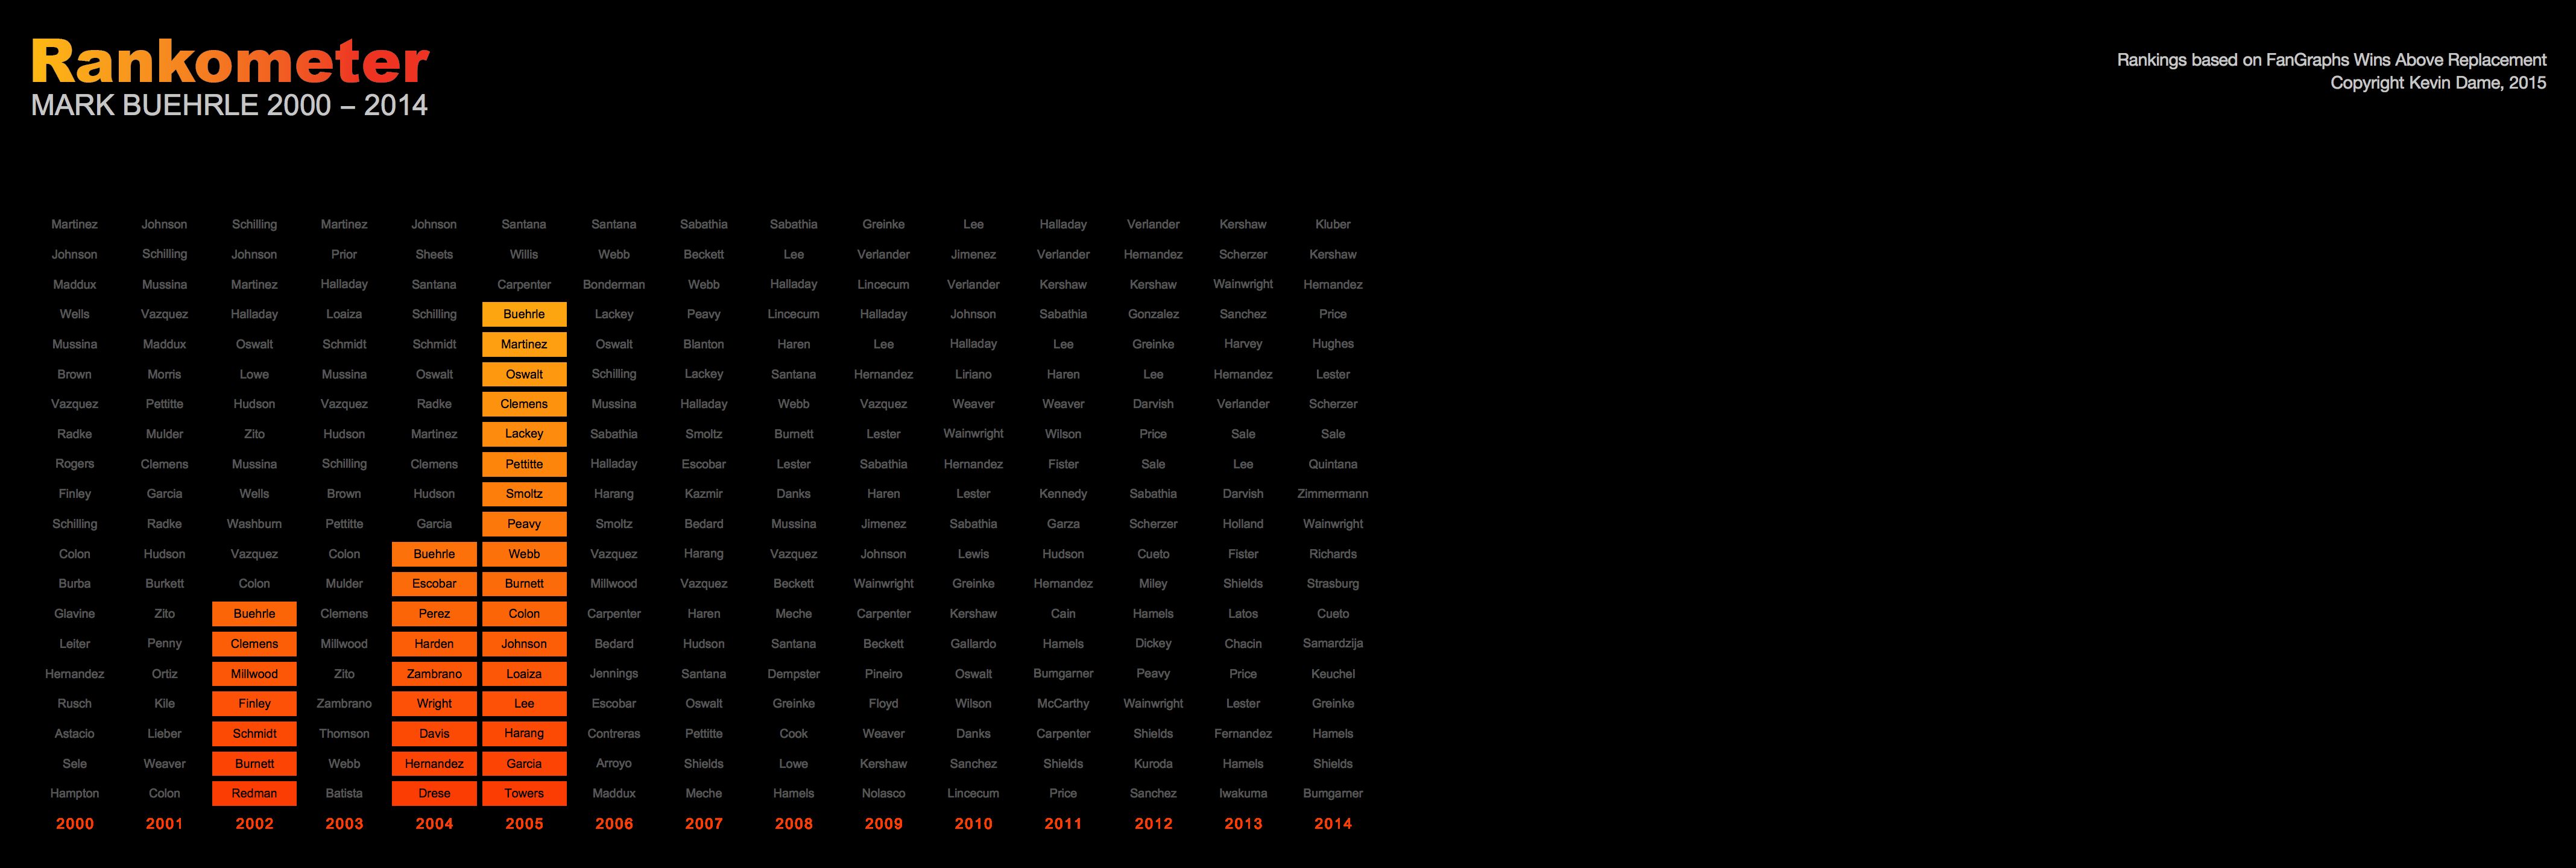 Rankometer
MARK BUEHRLE 2000 – 2014
Rankings based on FanGraphs Wins Above Replacement
Copyright Kevin Dame, 2015
Martinez Johnson Schilling Martinez Johnson Santana Santana Sabathia Sabathia Greinke Lee Halladay Verlander Kershaw Kluber
Johnson Schilling Johnson Prior Sheets Willis Webb Beckett Lee Verlander Jimenez Verlander Hernandez Scherzer Kershaw
Maddux Mussina Martinez Halladay Santana Carpenter Bonderman Webb Halladay Lincecum Verlander Kershaw Kershaw Wainwright Hernandez
Wells Vazquez Halladay Loaiza Schilling Buehrle Lackey Peavy Lincecum Halladay Johnson Sabathia Gonzalez Sanchez Price
Mussina Maddux Oswalt Schmidt Schmidt Martinez Oswalt Blanton Haren Lee Halladay Lee Greinke Harvey Hughes
Brown Morris Lowe Mussina Oswalt Oswalt Schilling Lackey Santana Hernandez Liriano Haren Lee Hernandez Lester
Vazquez Pettitte Hudson Vazquez Radke Clemens Mussina Halladay Webb Vazquez Weaver Weaver Darvish Verlander Scherzer
Radke Mulder Zito Hudson Martinez Lackey Sabathia Smoltz Burnett Lester Wainwright Wilson Price Sale Sale
Rogers Clemens Mussina Schilling Clemens Pettitte Halladay Escobar Lester Sabathia Hernandez Fister Sale Lee Quintana
Finley Garcia Wells Brown Hudson Smoltz Harang Kazmir Danks Haren Lester Kennedy Sabathia Darvish Zimmermann
Schilling Radke Washburn Pettitte Garcia Peavy Smoltz Bedard Mussina Jimenez Sabathia Garza Scherzer Holland Wainwright
Colon Hudson Vazquez Colon Buehrle Webb Vazquez Harang Vazquez Johnson Lewis Hudson Cueto Fister Richards
Burba Burkett Colon Mulder Escobar Burnett Millwood Vazquez Beckett Wainwright Greinke Hernandez Miley Shields Strasburg
Glavine Zito Buehrle Clemens Perez Colon Carpenter Haren Meche Carpenter Kershaw Cain Hamels Latos Cueto
Leiter Penny Clemens Millwood Harden Johnson Bedard Hudson Santana Beckett Gallardo Hamels Dickey Chacin Samardzija
Hernandez Ortiz Millwood Zito Zambrano Loaiza Jennings Santana Dempster Pineiro Oswalt Bumgarner Peavy Price Keuchel
Rusch Kile Finley Zambrano Wright Lee Escobar Oswalt Greinke Floyd Wilson McCarthy Wainwright Lester Greinke
Astacio Lieber Schmidt Thomson Davis Harang Contreras Pettitte Cook Weaver Danks Carpenter Shields Fernandez Hamels
Sele Weaver Burnett Webb Hernandez Garcia Arroyo Shields Lowe Kershaw Sanchez Shields Kuroda Hamels Shields
Hampton Colon Redman Batista Drese Towers Maddux Meche Hamels Nolasco Lincecum Price Sanchez Iwakuma Bumgarner
2000 2001 2002 2003 2004 2005 2006 2007 2008 2009 2010 2011 2012 2013 2014